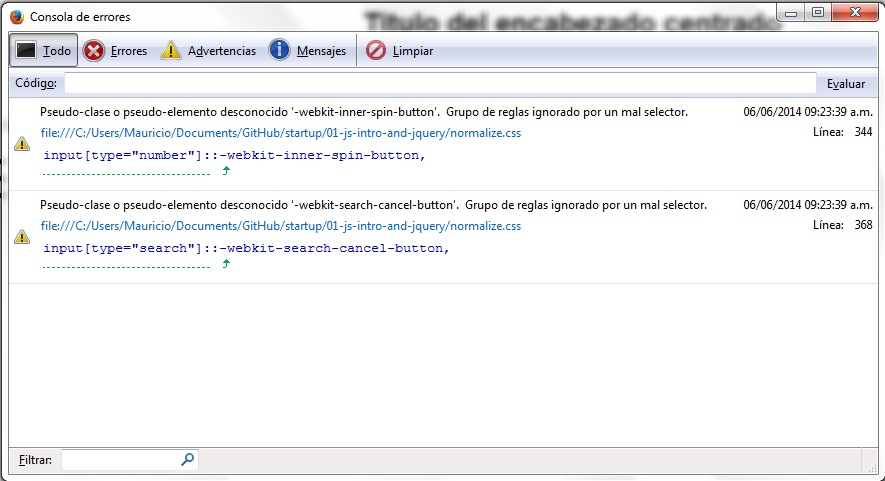 Consola de errores
Titulo del encabezado centrado
Todo Errores Advertencias Mensajes Limpiar
Código: Evaluar
Pseudo-clase o pseudo-elemento desconocido '-webkit-inner-spin-button'. Grupo de reglas ignorado por un mal selector. 06/06/2014 09:23:39 a.m.
file:///C:/Users/Mauricio/Documents/GitHub/startup/01-js-intro-and-jquery/normalize.css Línea: 344
input[type="number"]::-webkit-inner-spin-button,
Pseudo-clase o pseudo-elemento desconocido '-webkit-search-cancel-button'. Grupo de reglas ignorado por un mal selector. 06/06/2014 09:23:39 a.m.
file:///C:/Users/Mauricio/Documents/GitHub/startup/01-js-intro-and-jquery/normalize.css Línea: 368
input[type="search"]::-webkit-search-cancel-button,
Filtrar: